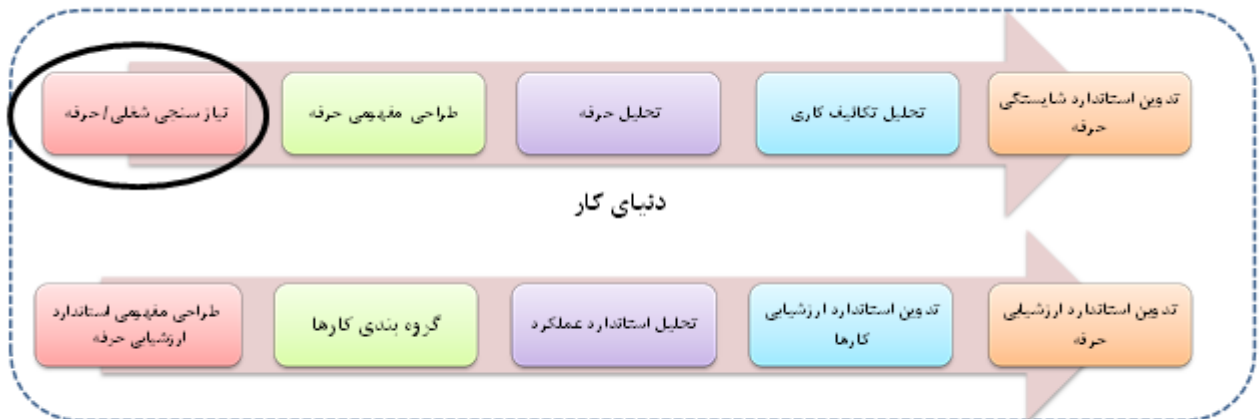 نیاز سنجی شغلی/حرفه
طراحی مفهومی حرفه
تحلیل حرفه
تحلیل تکالیف کاری
تدوین استاندارد شایستگی
حرفه
دنیای کار
طراحی مفهومی استاندارد
ارزشیابی حرفه
گروه بندی کارها
تحلیل استاندارد عملکرد
تدوین استاندارد ارزشیابی
کارها
تدوین استاندارد ارزشیابی
حرفه